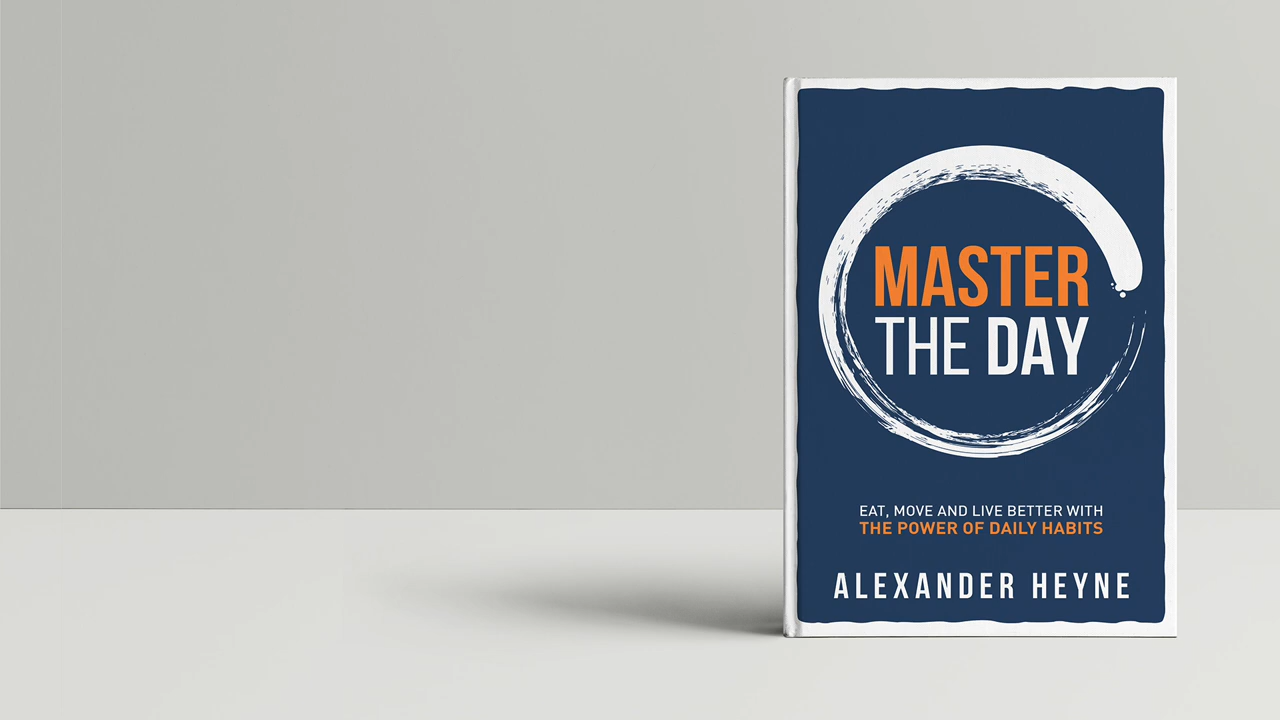 MASTER
THE DAY
EAT, MOVE AND LIVE BETTER WITH
THE POWER OF DAILY HABITS
ALEXANDER HEYNE